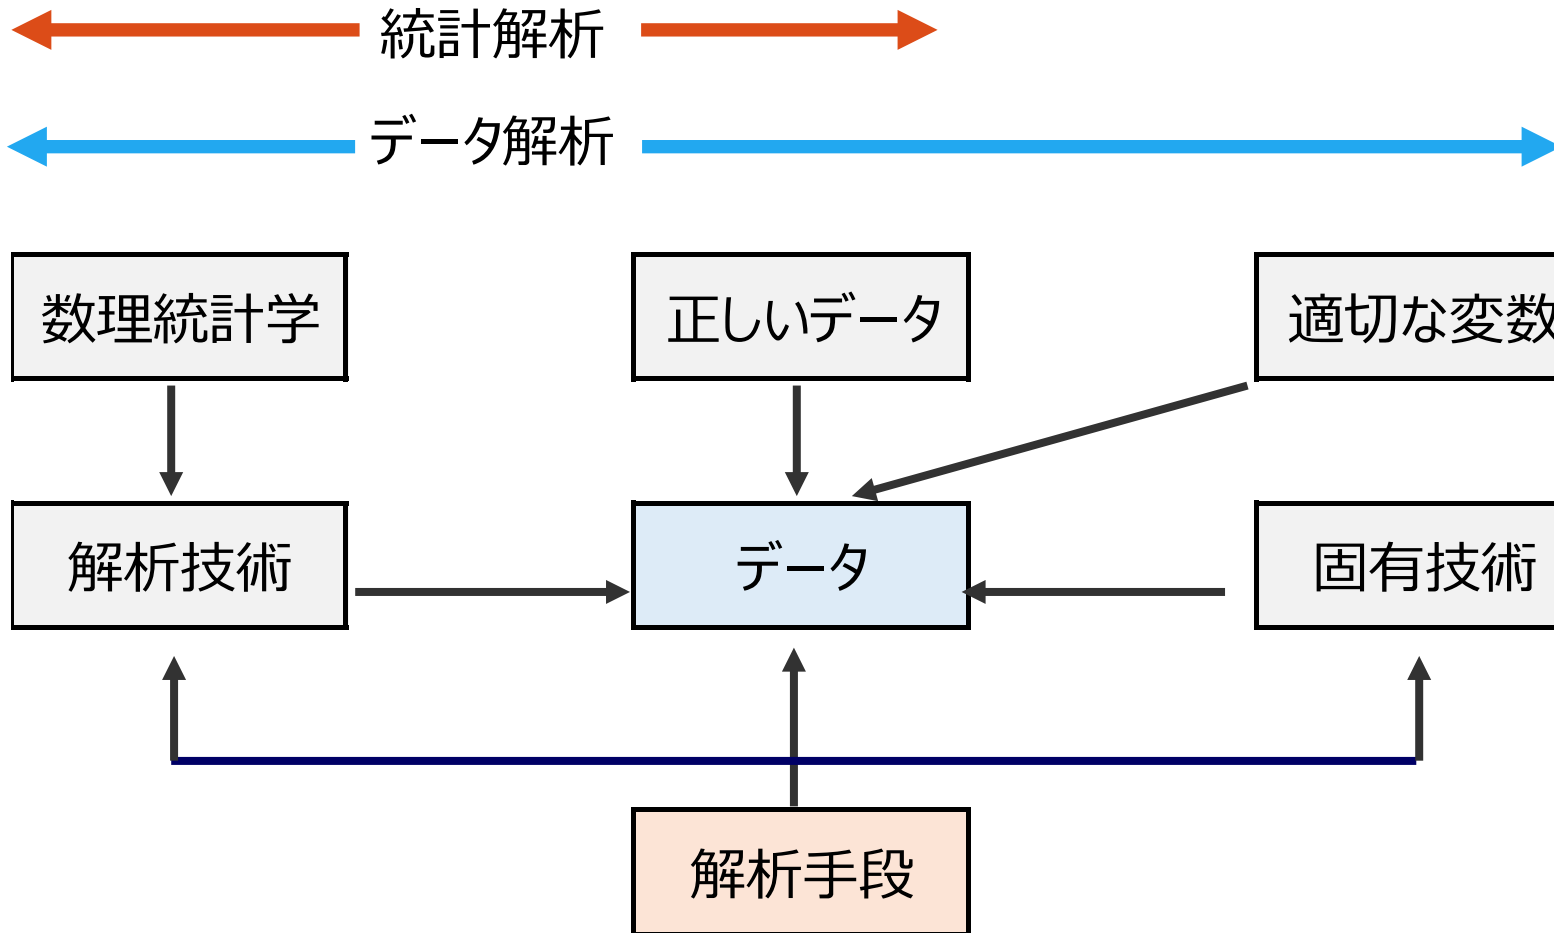 統計解析
データ解析
数理統計学
正しいデータ
適切な変数
解析技術
データ
固有技術
解析手段